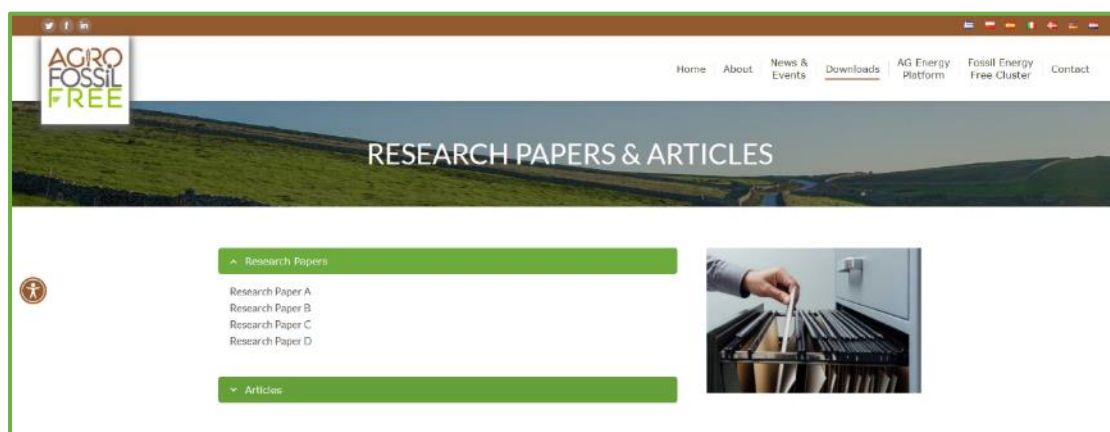 AGRO
FOSSIL
FREE
Home
About
News &
Events
Downloads
AG Energy
Platform
Fossil Energy
Free Cluster
Contact
RESEARCH PAPERS & ARTICLES
Research Papers
Research Paper A
Research Paper B
Research Paper C
Research Paper D
Articles